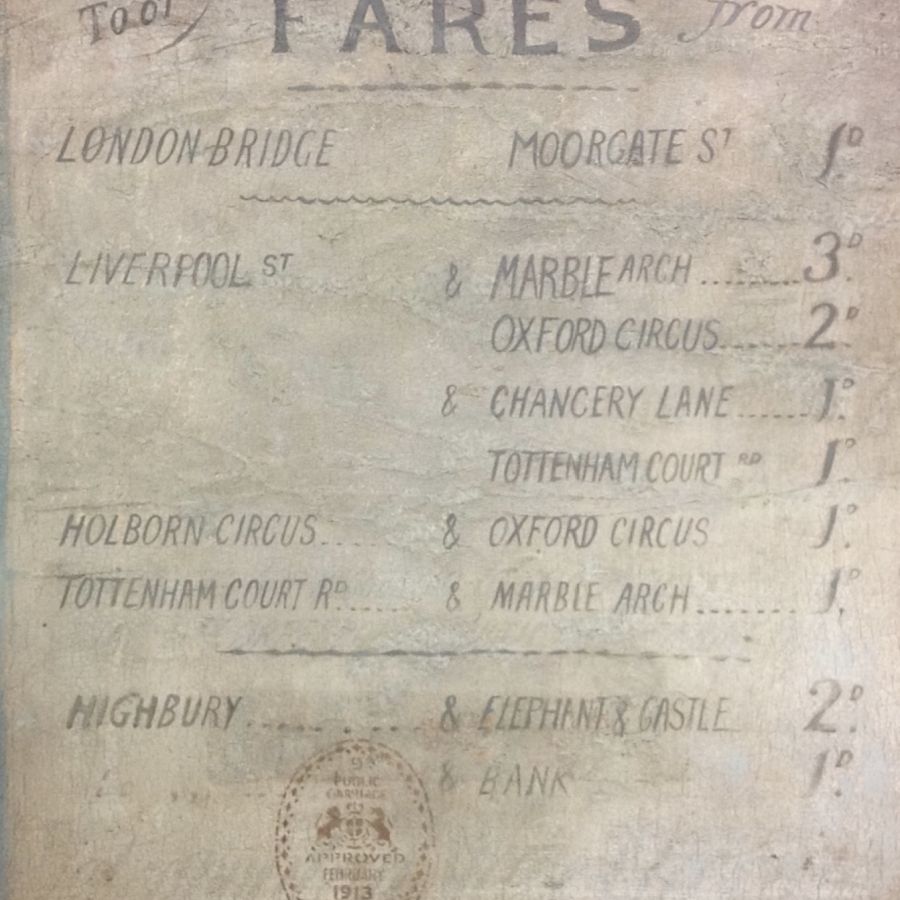 To or FARES from
LONDON BRIDGE MOORGATE ST 1D
LIVERPOOL ST & MARBLE ARCH ........ 3D
OXFORD CIRCUS...... 2D
& CHANCERY LANE...... 1D
TOTTENHAM COURT RD 1D
HOLBORN CIRCUS.... & OXFORD CIRCUS 1D
TOTTENHAM COURT RD..... & MARBLE ARCH....... 1D
HIGHBURY........ & ELEPHANT & CASTLE 2D
& BANK 1D
PUBLIC
CARRIAGE
APPROVED
FEBRUARY
1913